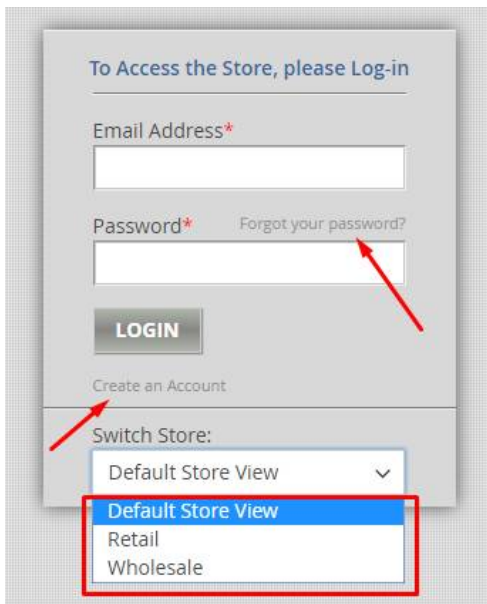 To Access the Store, please Log-in
Email Address*
Password* Forgot your password?
LOGIN
Create an Account
Switch Store:
Default Store View
Default Store View
Retail
Wholesale